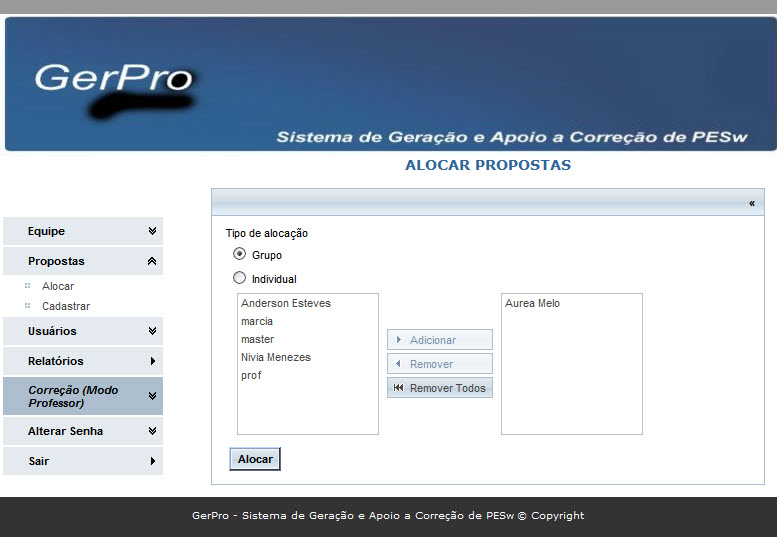 GerPro
Sistema de Geração e Apoio a Correção de PESw
ALOCAR PROPOSTAS
«
Equipe
Propostas
Alocar
Cadastrar
Usuários
Relatórios
Correção (Modo
Professor)
Alterar Senha
Sair
Tipo de alocação
Grupo
Individual
Anderson Esteves
marcia
master
Nivia Menezes
prof
Adicionar
Remover
Remover Todos
Aurea Melo
Alocar
GerPro - Sistema de Geração e Apoio a Correção de PESw © Copyright